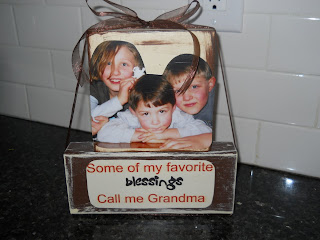 Some of my favorite
blessings
Call me Grandma